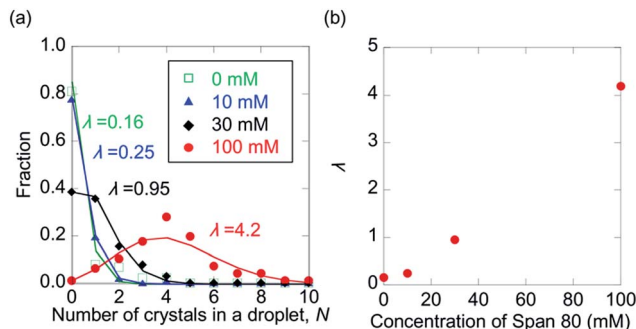 (a)
1.0
0.8
0.6
0.4
0.2
0.0
Fraction
0 mM
10 mM
30 mM
100 mM
λ=0.16
λ=0.25
λ=0.95
λ=4.2
0 2 4 6 8 10
Number of crystals in a droplet, N
(b)
5
4
3
2
1
0
λ
0 20 40 60 80 100
Concentration of Span 80 (mM)